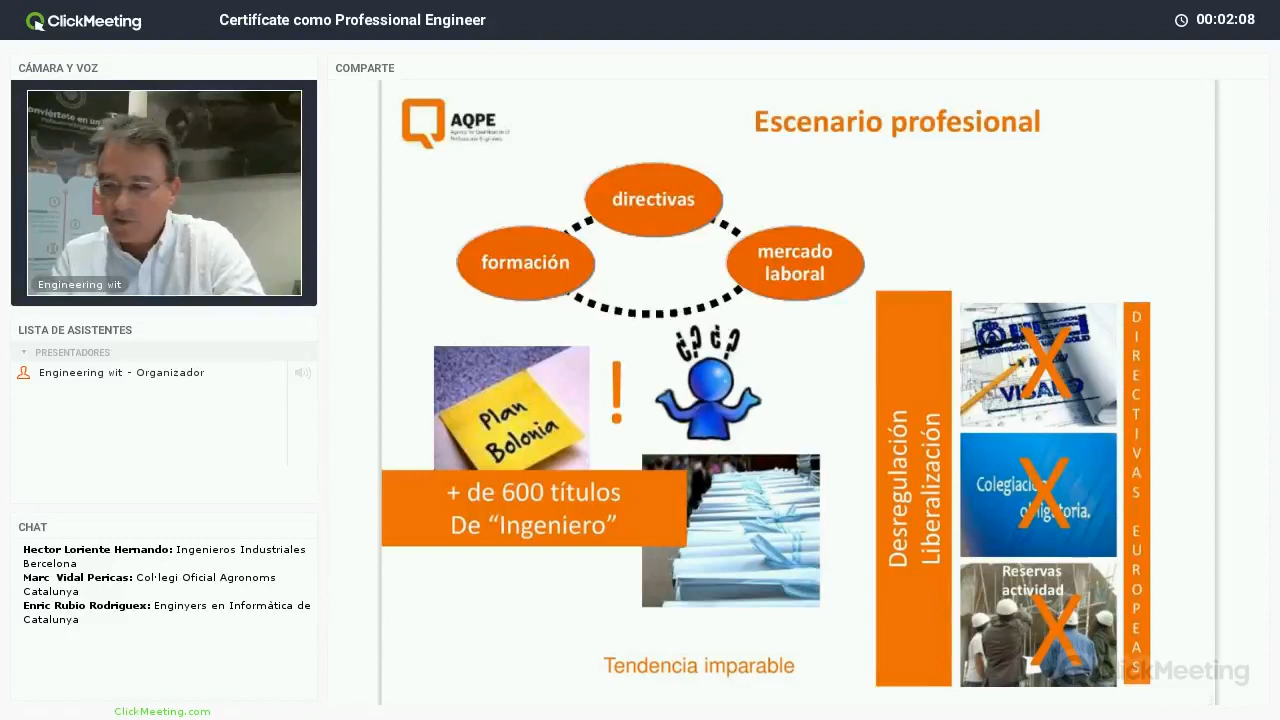 ClickMeeting
Certifícate como Professional Engineer
00:02:08
CÁMARA Y VOZ
Engineering wit
LISTA DE ASISTENTES
PRESENTADORES
Engineering wit - Organizador
CHAT
Hector Loriente Hernando: Ingenieros Industriales
Bercelona
Marc Vidal Pericas: Col·legi Oficial Agronoms
Catalunya
Enric Rubio Rodriguez: Enginyers en Informàtica de
Catalunya
ClickMeeting.com
COMPARTE
AQPE
Escenario profesional
directivas
formación
mercado
laboral
Plan
Bolonia
!
¿?¿?
+ de 600 títulos
De “Ingeniero”
Desregulación
Liberalización
VISADO
X
Colegiación
obligatoria.
X
Reservas
actividad
X
DIRECTIVAS EUROPEAS
Tendencia imparable
ClickMeeting